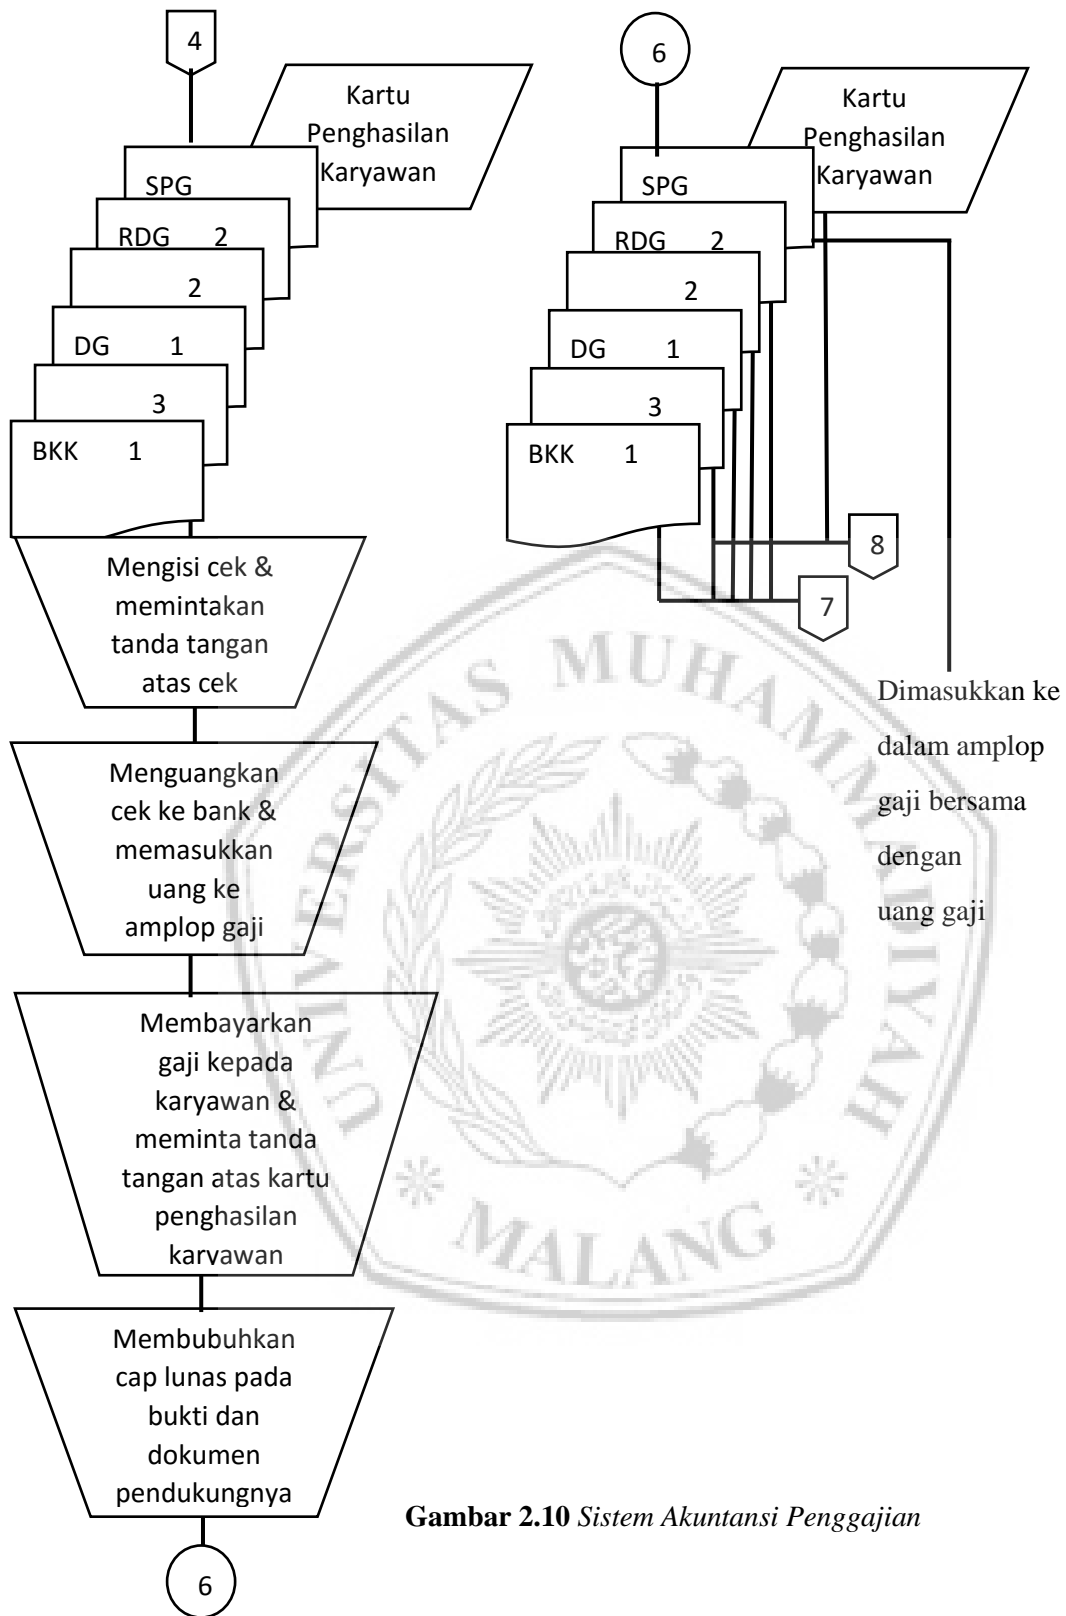 4
Kartu
Penghasilan
Karyawan
SPG
RDG 2
2
DG 1
3
BKK 1
Mengisi cek &
memintakan
tanda tangan
atas cek
Menguangkan
cek ke bank &
memasukkan
uang ke
amplop gaji
Membayarkan
gaji kepada
karyawan &
meminta tanda
tangan atas kartu
penghasilan
karyawan
Membubuhkan
cap lunas pada
bukti dan
dokumen
pendukungnya
6
6
Kartu
Penghasilan
Karyawan
SPG
RDG 2
2
DG 1
3
BKK 1
8
7
Dimasukkan ke
dalam amplop
gaji bersama
dengan
uang gaji
UNIVERSITAS MUHAMMADIYAH
MALANG
Gambar 2.10 Sistem Akuntansi Penggajian